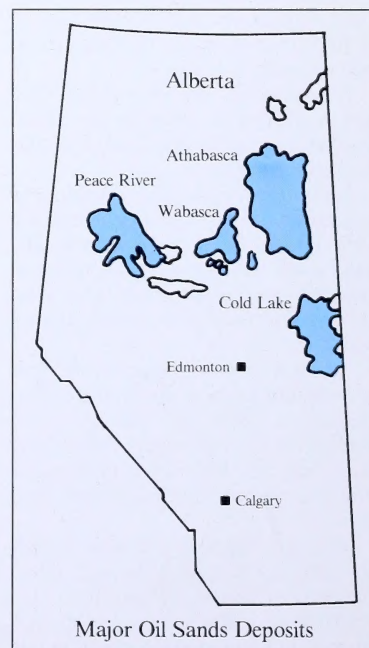 Alberta
Athabasca
Peace River
Wabasca
Cold Lake
Edmonton
Calgary
Major Oil Sands Deposits